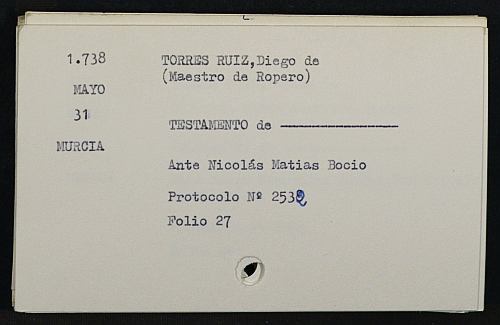 1.738
MAYO
31
MURCIA
TORRES RUIZ,Diego de
(Maestro de Ropero)
TESTAMENTO de ————————
Ante Nicolás Matias Bocio
Protocolo Nº 2532
Folio 27